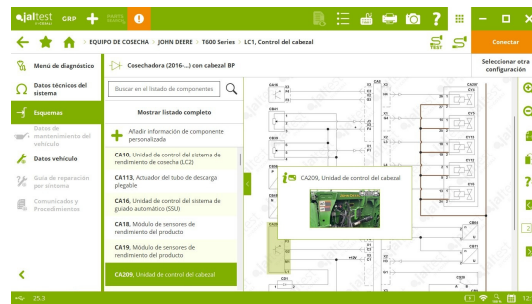 jaltest GRP
PARTS
EQUIPO DE COSECHA JOHN DEERE T600 Series LC1, Control del cabezal
TEST
Conectar
Menú de diagnóstico
Cosechadora (2016-...) con cabezal BP
Seleccionar otra
configuración
Datos técnicos del
sistema
Buscar en el listado de componentes
Esquemas
Mostrar listado completo
Datos de
mantenimiento del
vehículo
Añadir información de componente
personalizada
Datos vehículo
CA10, Unidad de control del sistema de
rendimiento de cosecha (LC2)
Guía de reparación
por síntoma
CA113, Actuador del tubo de descarga
plegable
Comunicados y
Procedimientos
CA16, Unidad de control del sistema de
guiado automático (SSU)
CA18, Módulo de sensores de
rendimiento del producto
CA19, Módulo de sensores de
rendimiento del producto
CA209, Unidad de control del cabezal
CA209, Unidad de control del cabezal
25.3